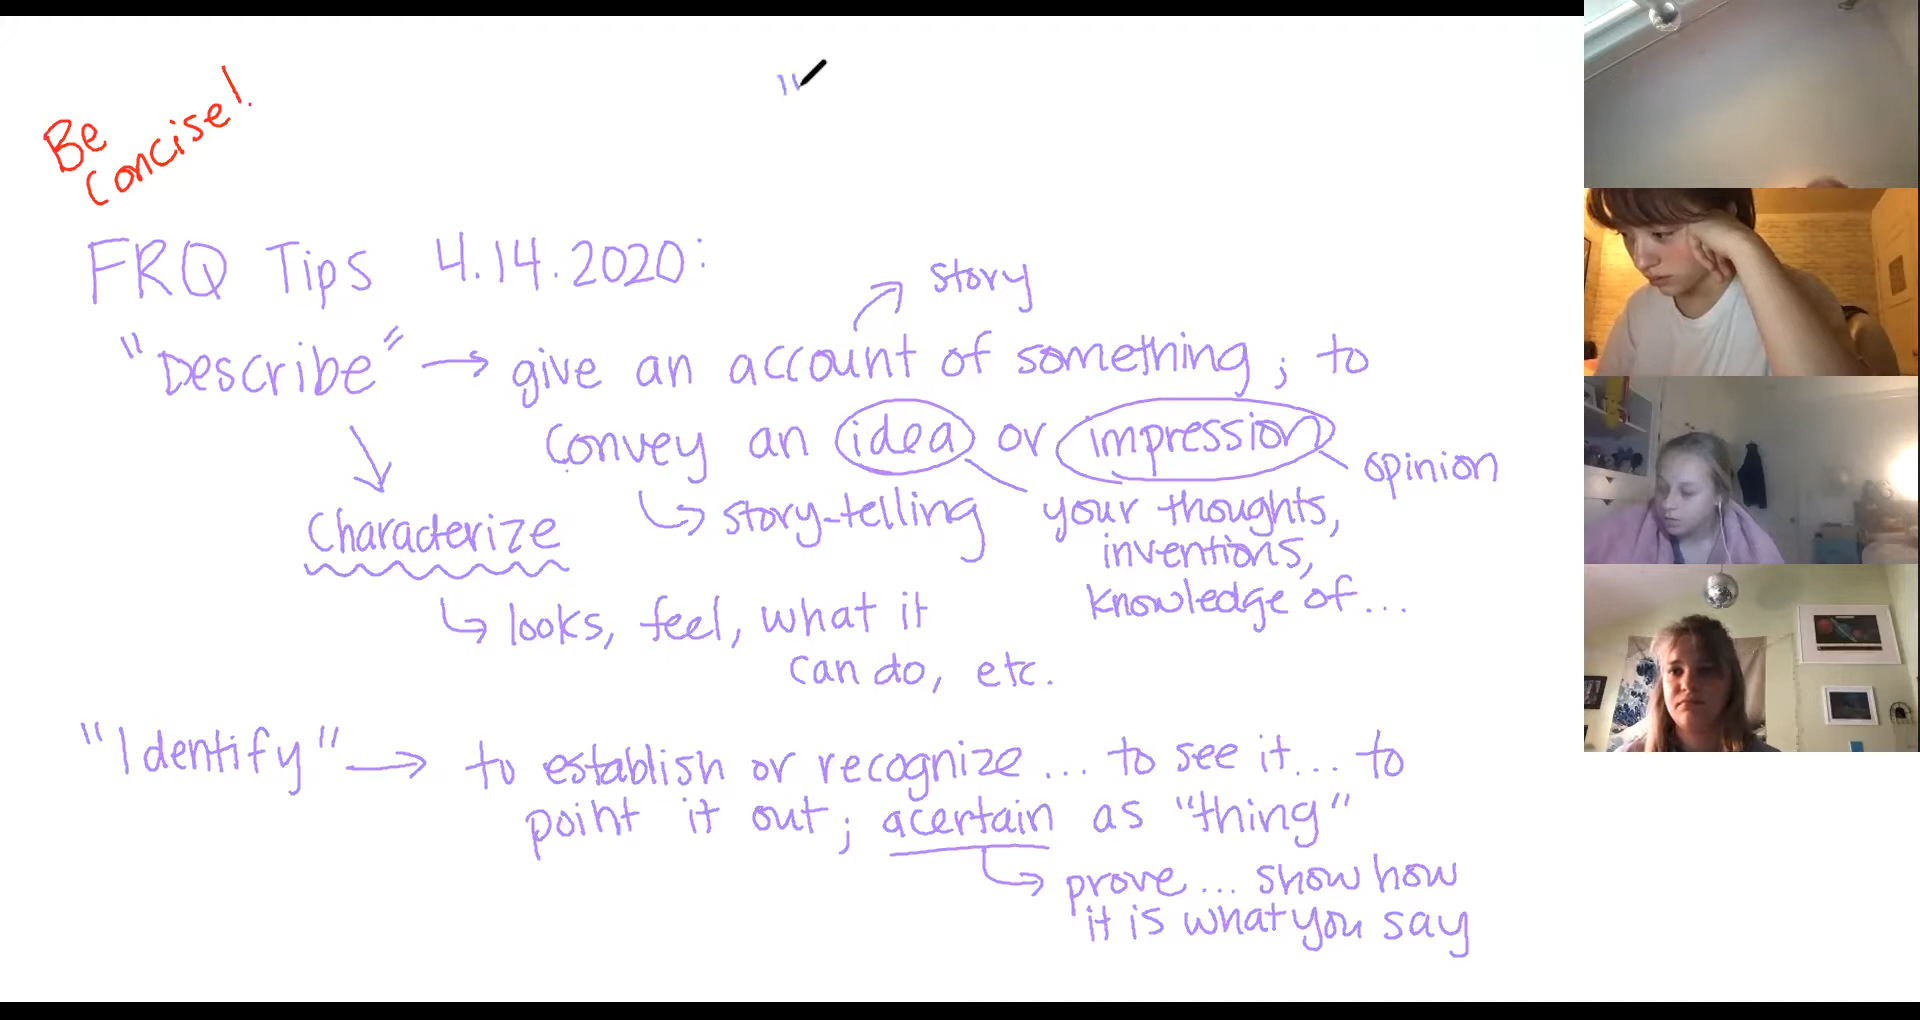 Be
Concise!
FRQ Tips 4.14.2020:
story
"Describe" → give an account of something; to
convey an idea or impression
opinion
Characterize
story-telling
your thoughts,
inventions,
knowledge of...
looks, feel, what it
can do, etc.
"Identify" → to establish or recognize... to see it... to
point it out; acertain as "thing"
prove... show how
it is what you say